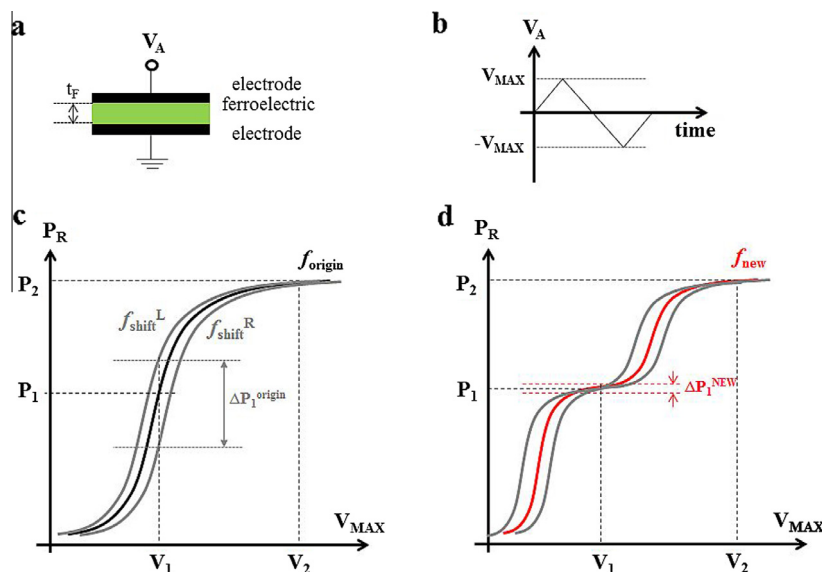 a
V_A
t_F
electrode
ferroelectric
electrode
b
V_A
V_MAX
-V_MAX
time
c
P_R
P_2
P_1
f_origin
f_shift^L
f_shift^R
ΔP_1^origin
V_MAX
V_1
V_2
d
P_R
P_2
P_1
f_new
ΔP_1^NEW
V_MAX
V_1
V_2